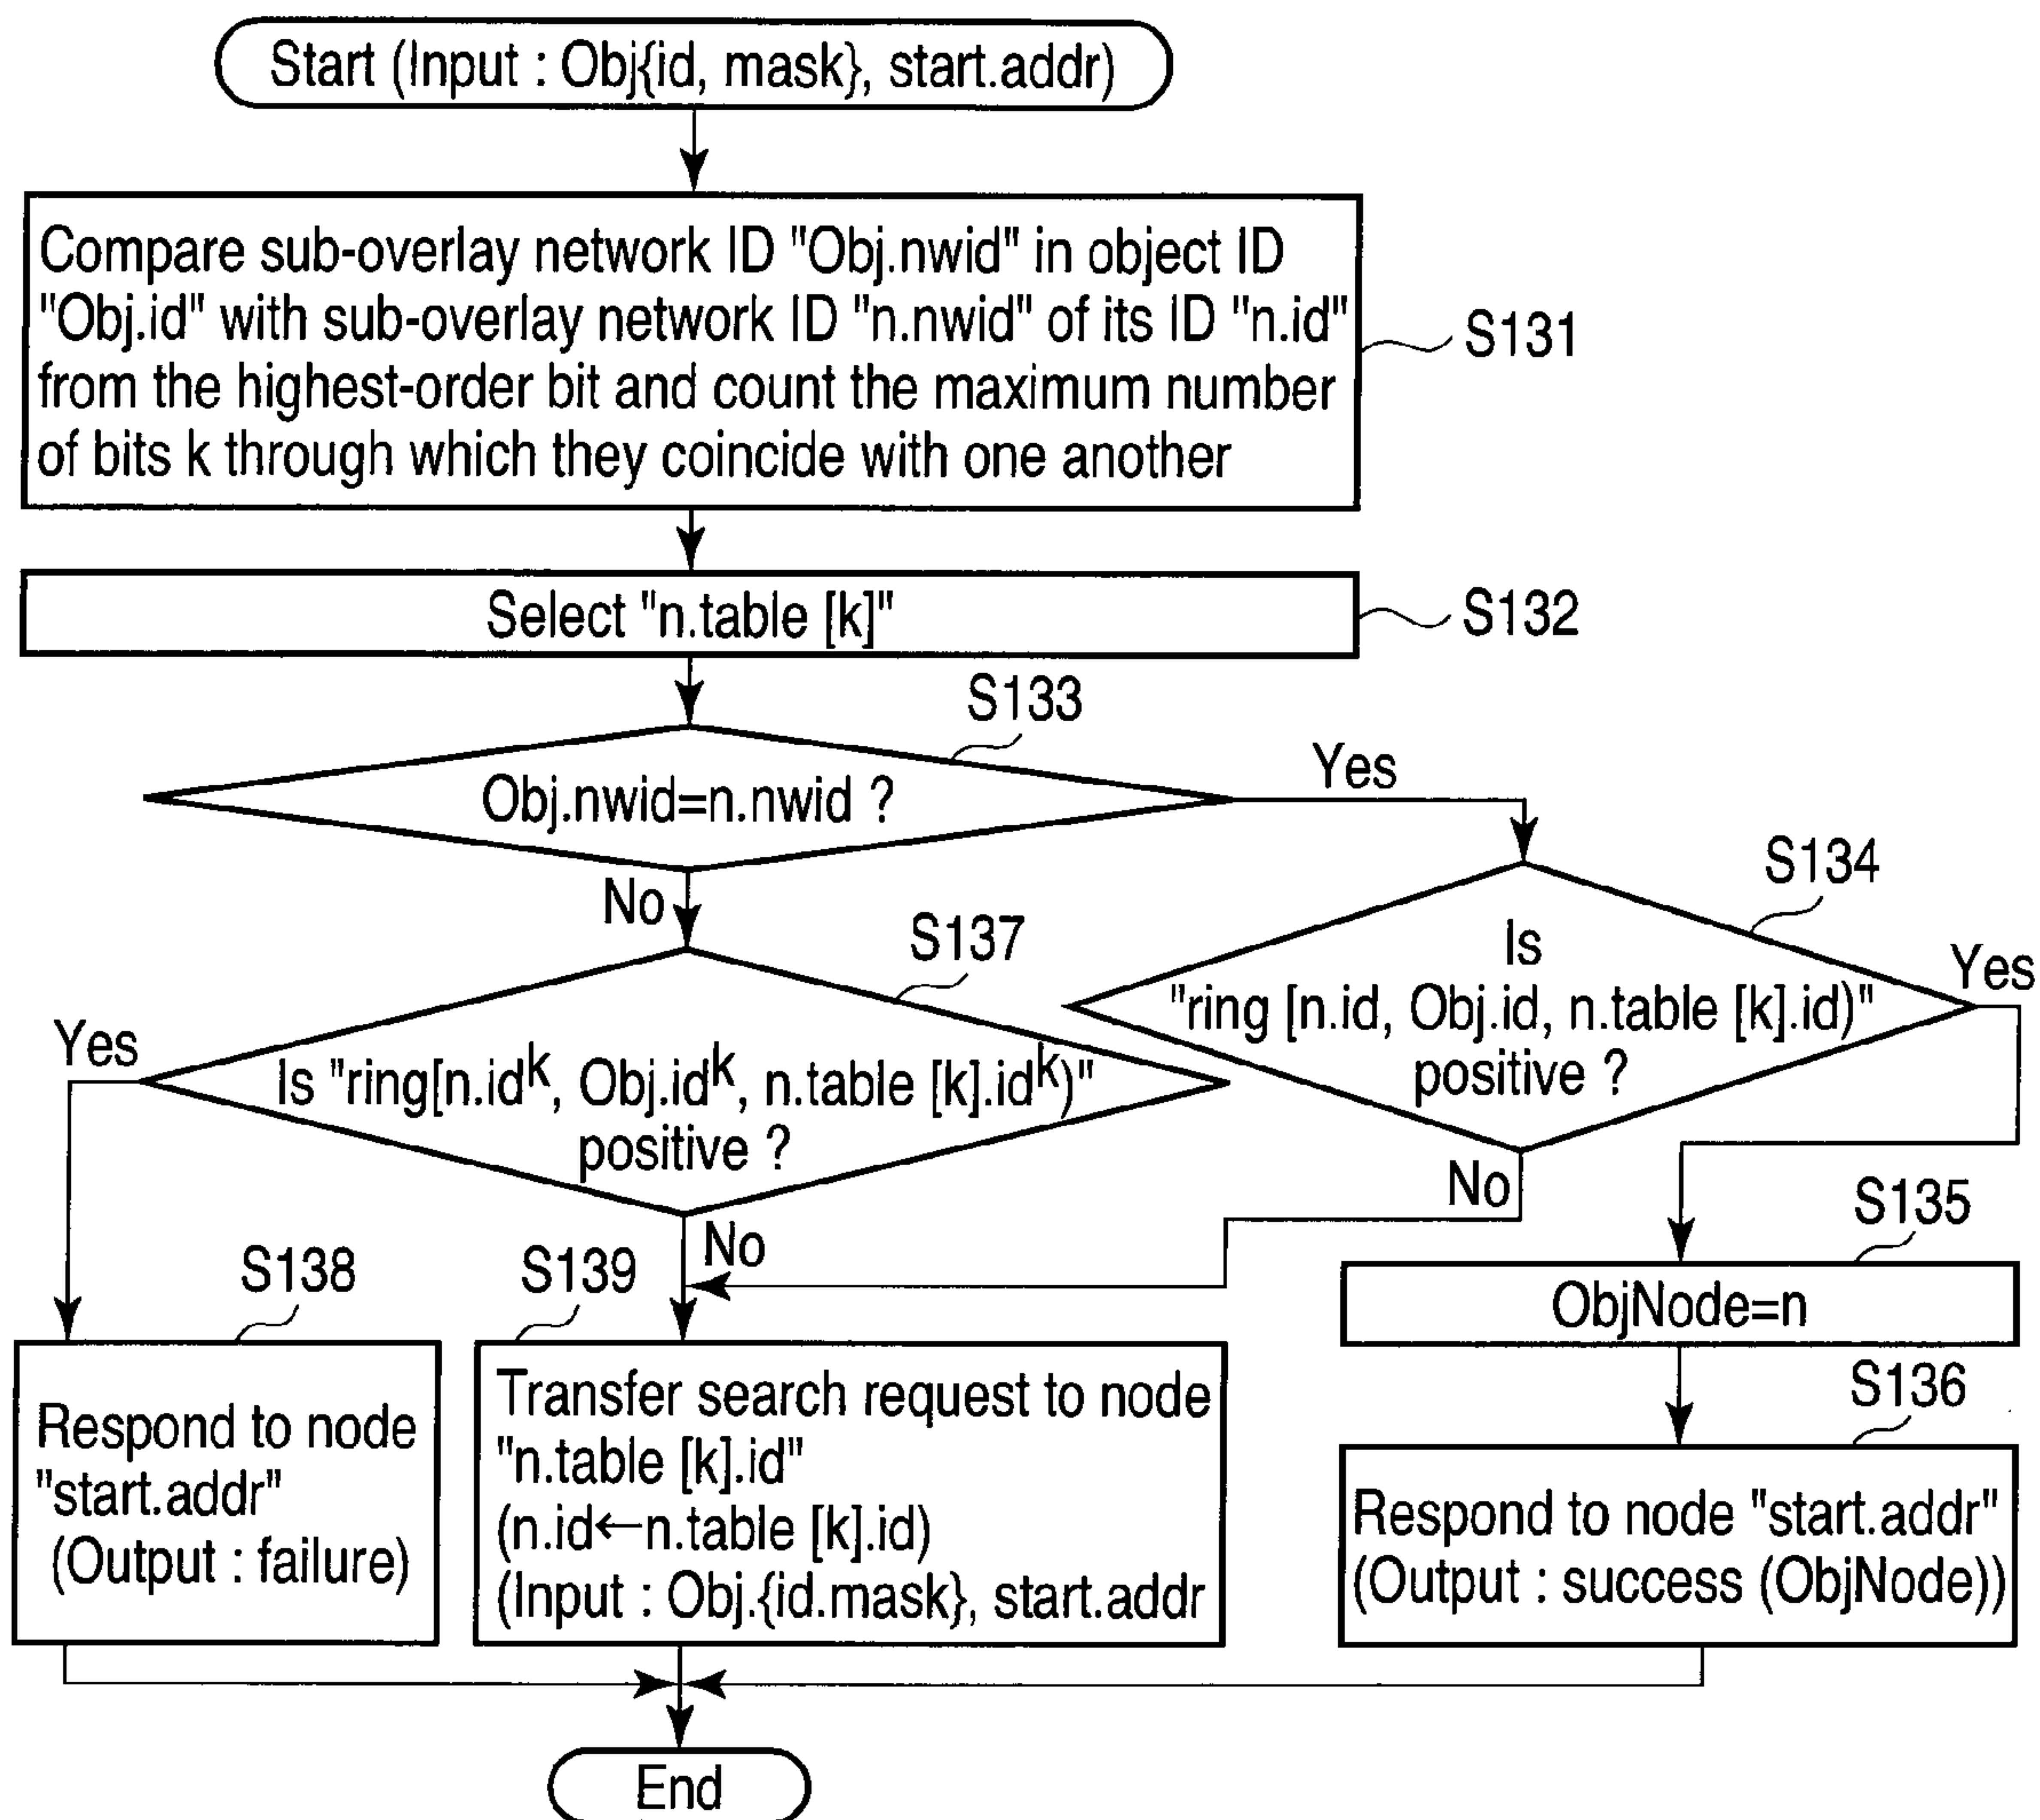 Start (Input : Obj{id, mask}, start.addr)
Compare sub-overlay network ID "Obj.nwid" in object ID
"Obj.id" with sub-overlay network ID "n.nwid" of its ID "n.id"
from the highest-order bit and count the maximum number
of bits k through which they coincide with one another
S131
Select "n.table [k]"
S132
S133
Obj.nwid=n.nwid ?
Yes
No
S134
Is
"ring [n.id, Obj.id, n.table [k].id)"
positive ?
Yes
No
S137
Is "ring[n.idᵏ, Obj.idᵏ, n.table [k].idᵏ)"
positive ?
Yes
No
S135
ObjNode=n
S138
Respond to node
"start.addr"
(Output : failure)
S139
Transfer search request to node
"n.table [k].id"
(n.id←n.table [k].id)
(Input : Obj.{id.mask}, start.addr
S136
Respond to node "start.addr"
(Output : success (ObjNode))
End